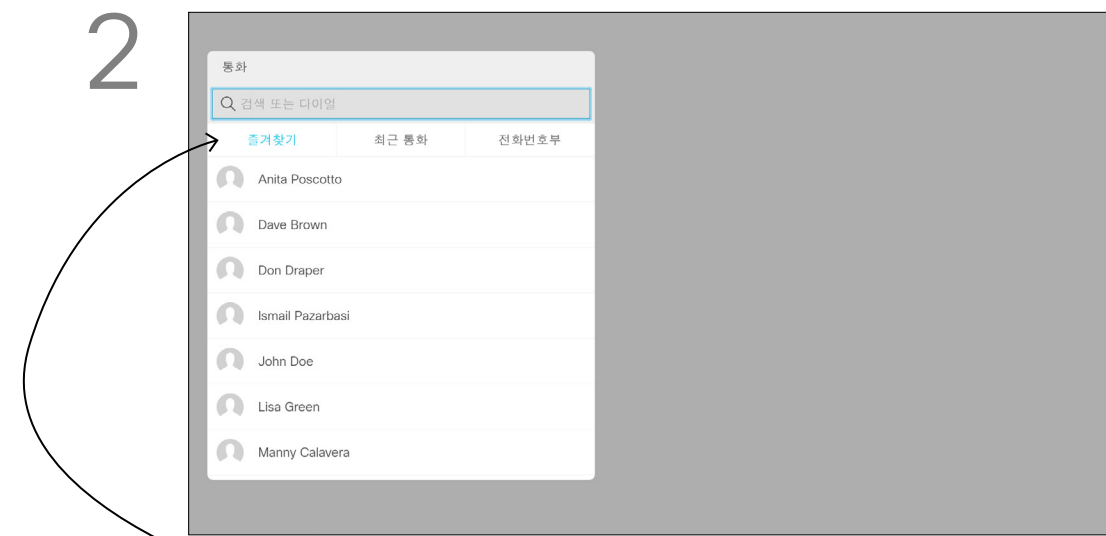 2
통화
검색 또는 다이얼
즐겨찾기 최근 통화 전화번호부
Anita Poscotto
Dave Brown
Don Draper
Ismail Pazarbasi
John Doe
Lisa Green
Manny Calavera